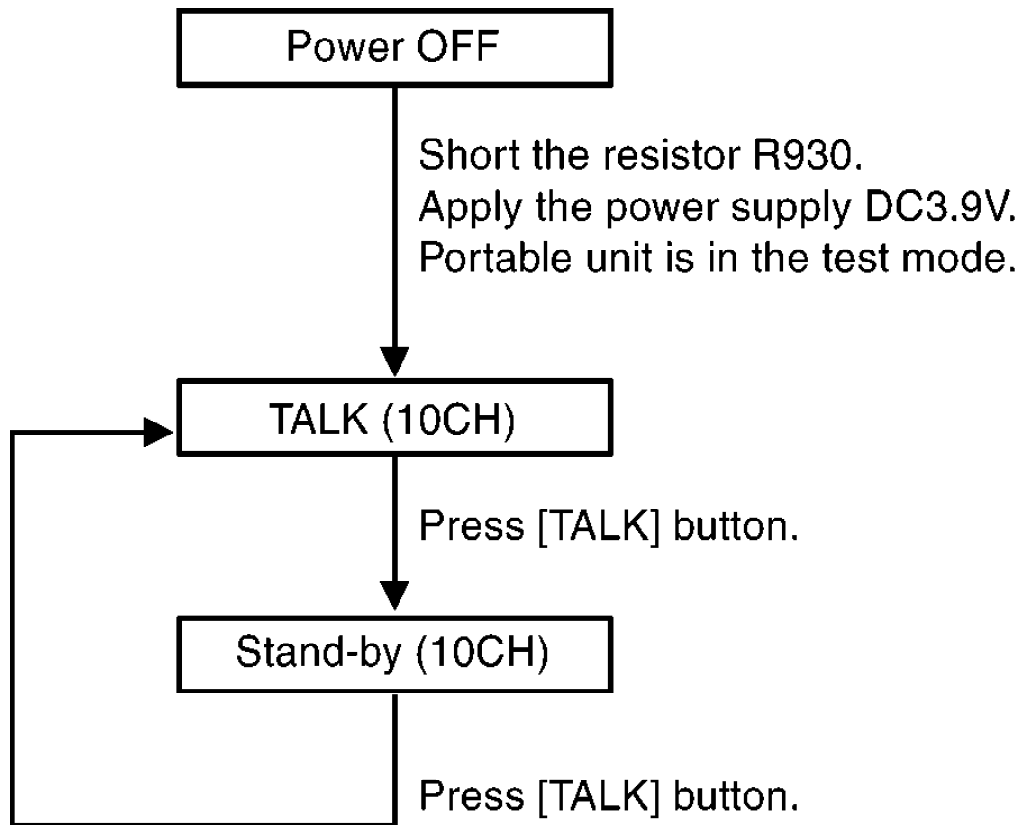 Power OFF
Short the resistor R930.
Apply the power supply DC3.9V.
Portable unit is in the test mode.
TALK (10CH)
Press [TALK] button.
Stand-by (10CH)
Press [TALK] button.